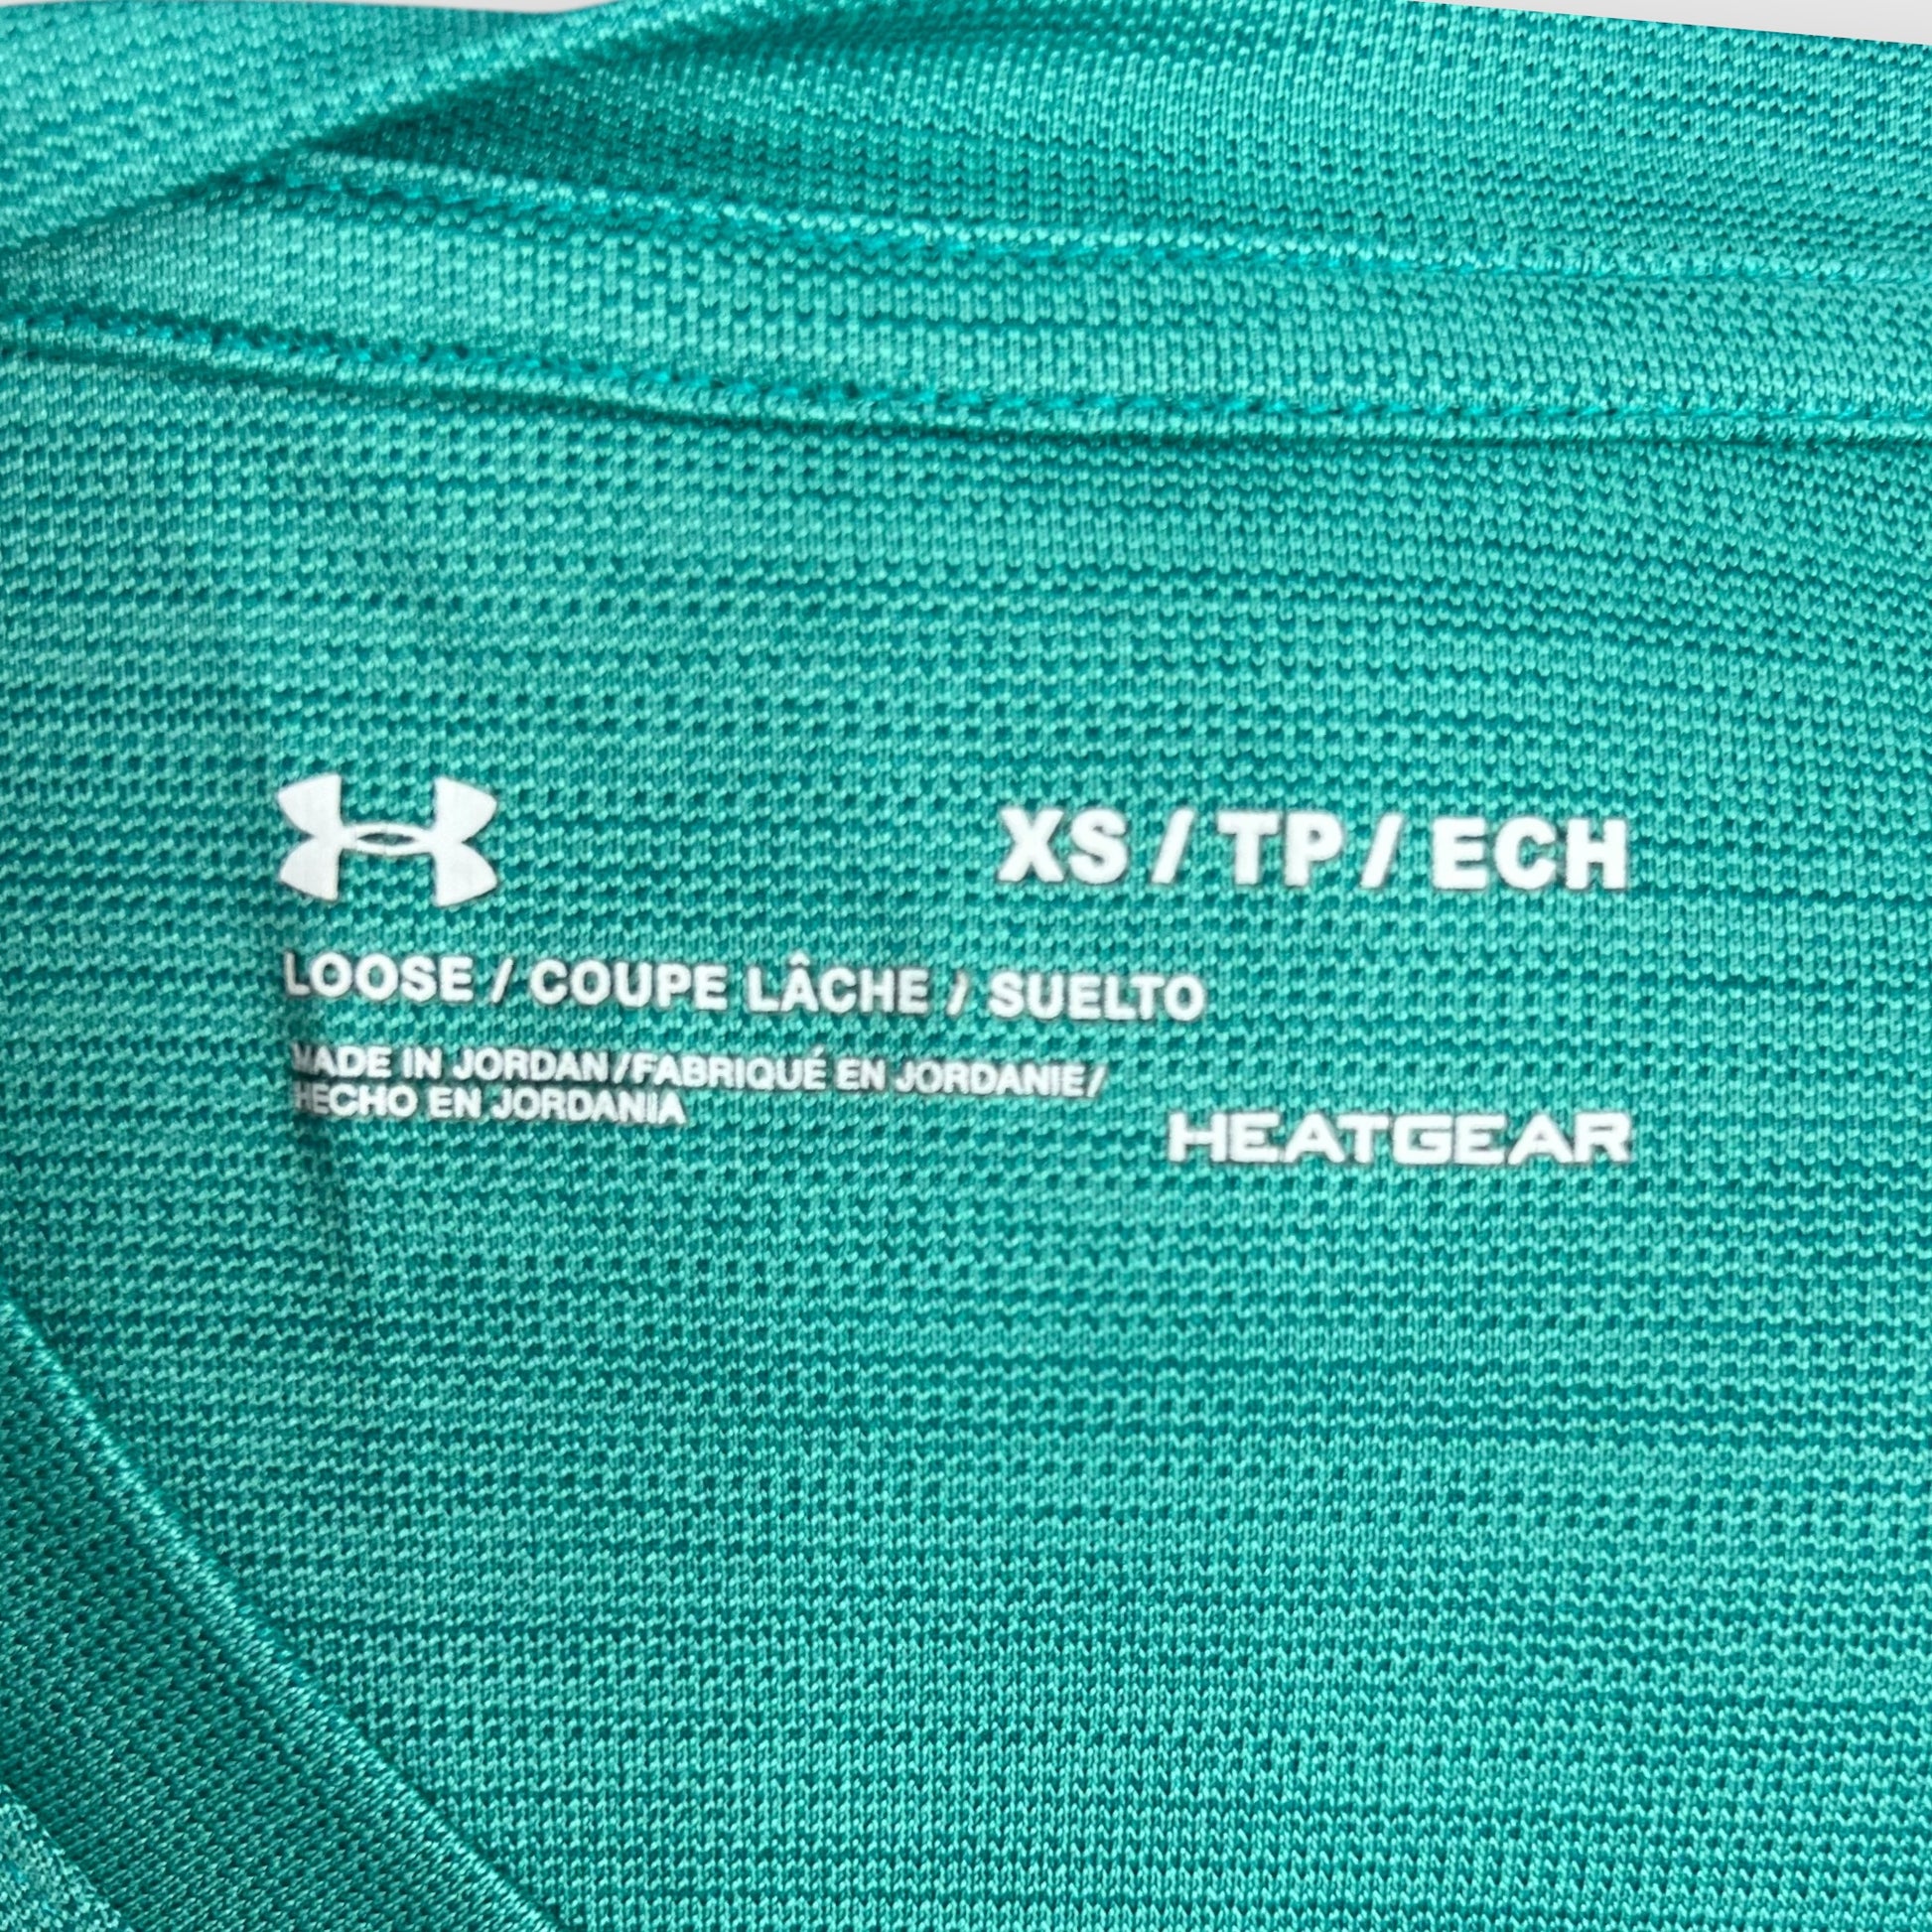 XS / TP / ECH
LOOSE / COUPE LÂCHE / SUELTO
MADE IN JORDAN/FABRIQUÉ EN JORDANIE/
HECHO EN JORDANIA
HEATGEAR